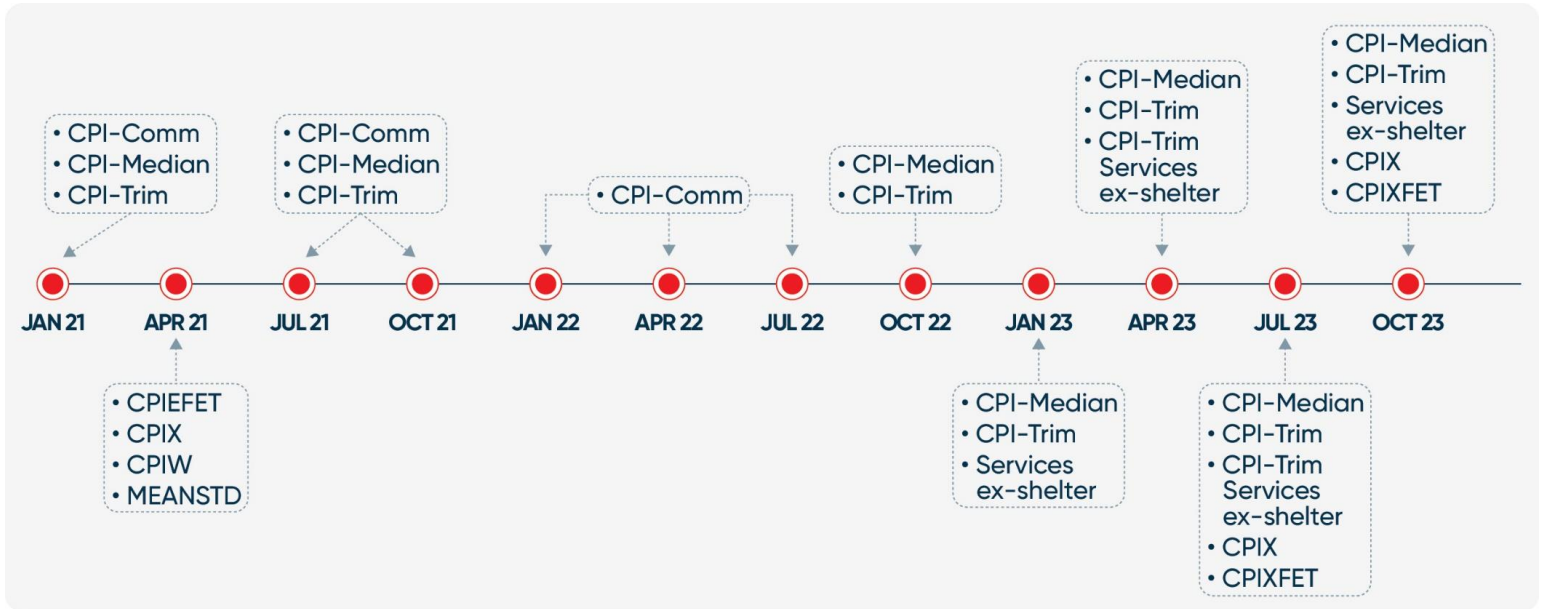 • CPI-Comm
• CPI-Median
• CPI-Trim
• CPI-Comm
• CPI-Median
• CPI-Trim
• CPI-Comm
• CPI-Median
• CPI-Trim
• CPI-Median
• CPI-Trim
• CPI-Trim
Services
ex-shelter
• CPI-Median
• CPI-Trim
• Services
ex-shelter
• CPIX
• CPIXFET
JAN 21
APR 21
JUL 21
OCT 21
JAN 22
APR 22
JUL 22
OCT 22
JAN 23
APR 23
JUL 23
OCT 23
• CPIEFET
• CPIX
• CPIW
• MEANSTD
• CPI-Median
• CPI-Trim
• Services
ex-shelter
• CPI-Median
• CPI-Trim
• CPI-Trim
Services
ex-shelter
• CPIX
• CPIXFET